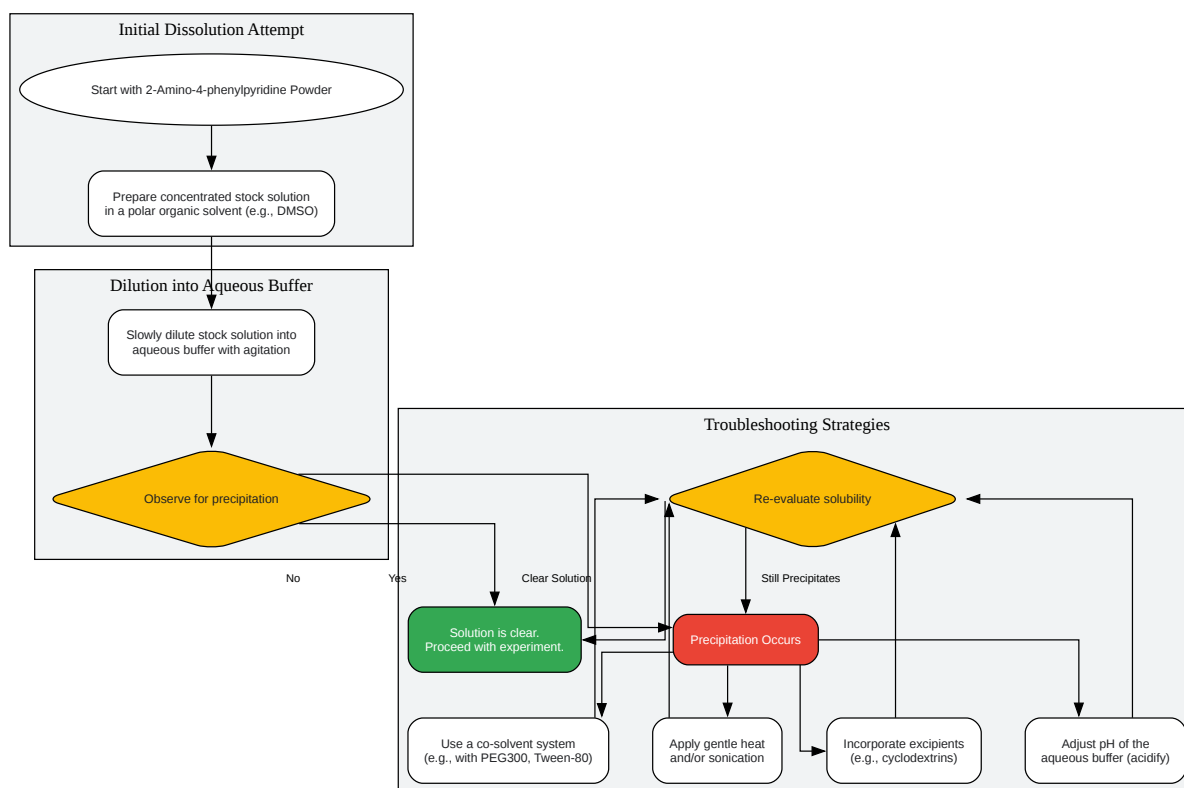 Initial Dissolution Attempt
Start with 2-Amino-4-phenylpyridine Powder
Prepare concentrated stock solution
in a polar organic solvent (e.g., DMSO)
Dilution into Aqueous Buffer
Slowly dilute stock solution into
aqueous buffer with agitation
Observe for precipitation
Troubleshooting Strategies
Re-evaluate solubility
No
Yes
Clear Solution
Still Precipitates
Solution is clear.
Proceed with experiment.
Precipitation Occurs
Use a co-solvent system
(e.g., with PEG300, Tween-80)
Apply gentle heat
and/or sonication
Incorporate excipients
(e.g., cyclodextrins)
Adjust pH of the
aqueous buffer (acidify)